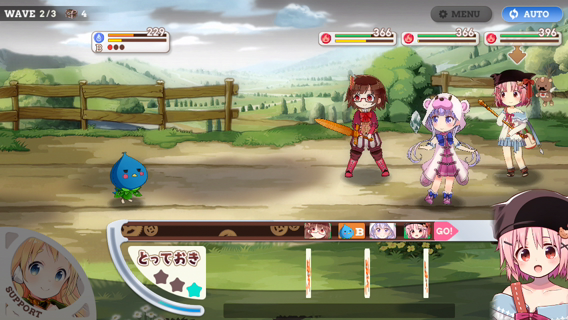 WAVE 2/3 4
MENU
AUTO
229
B
366
366
396
B
GO!
とっておき
SUPPORT